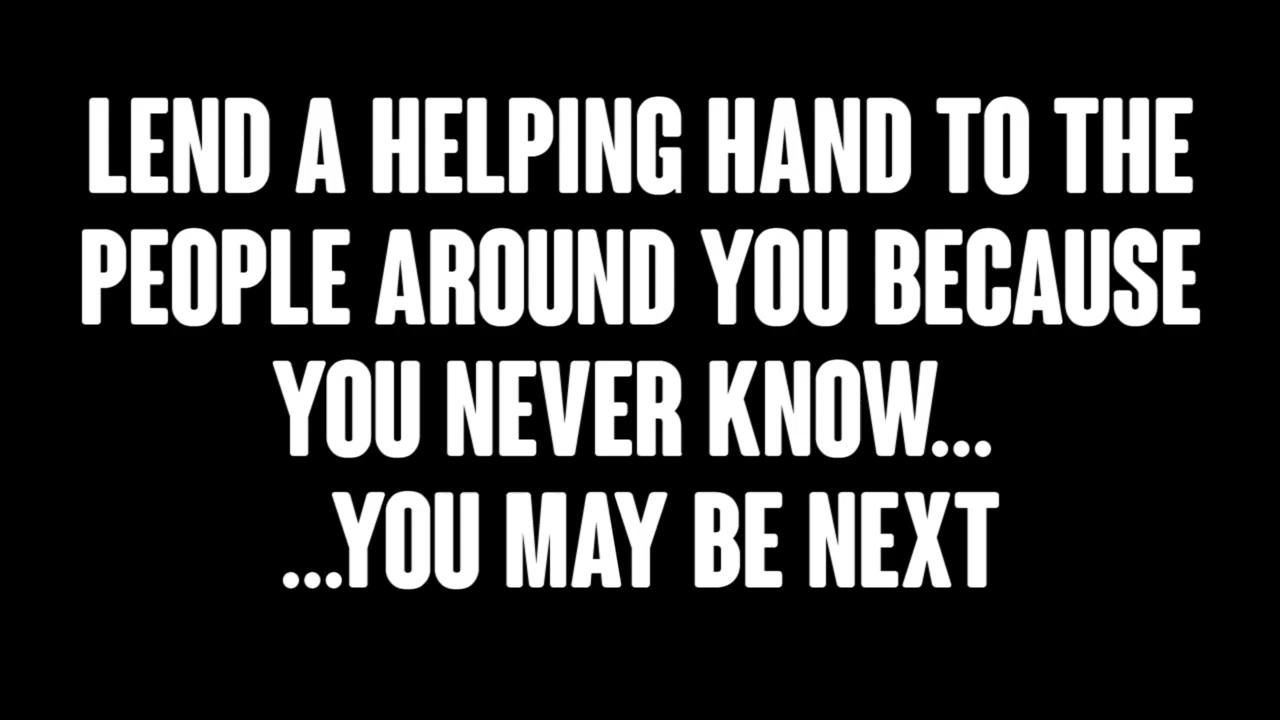 LEND A HELPING HAND TO THE
PEOPLE AROUND YOU BECAUSE
YOU NEVER KNOW...
...YOU MAY BE NEXT